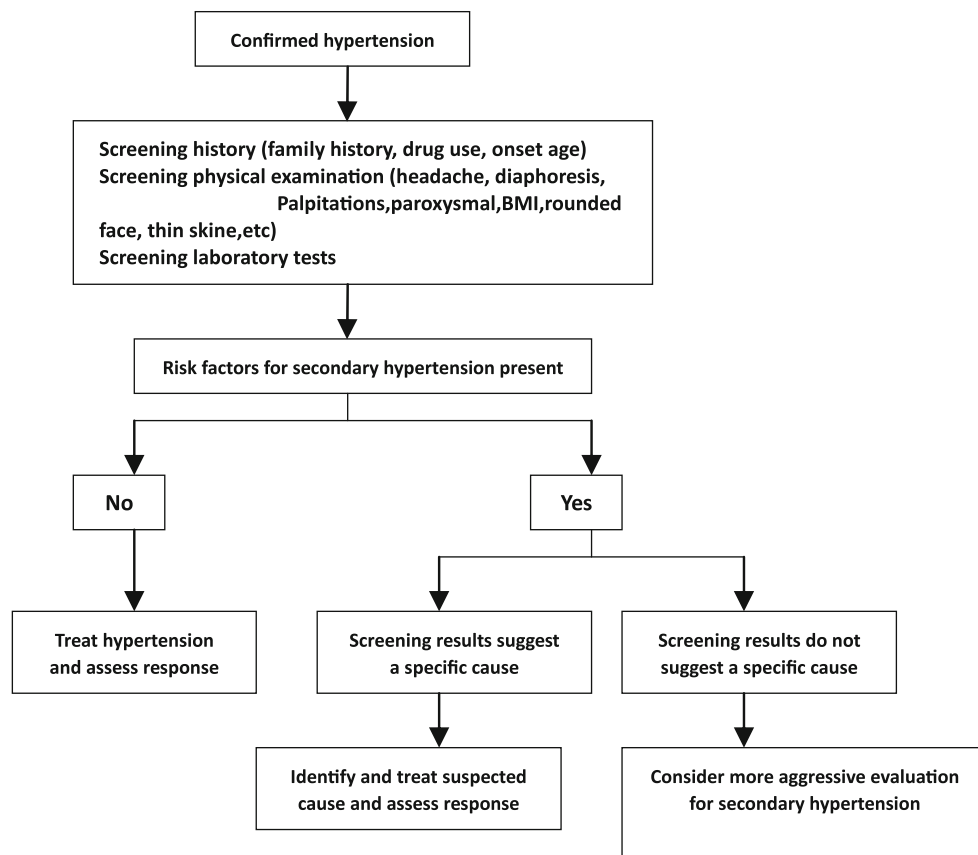 Confirmed hypertension
Screening history (family history, drug use, onset age)
Screening physical examination (headache, diaphoresis,
Palpitations,paroxysmal,BMI,rounded
face, thin skine,etc)
Screening laboratory tests
Risk factors for secondary hypertension present
No
Yes
Treat hypertension
and assess response
Screening results suggest
a specific cause
Screening results do not
suggest a specific cause
Identify and treat suspected
cause and assess response
Consider more aggressive evaluation
for secondary hypertension